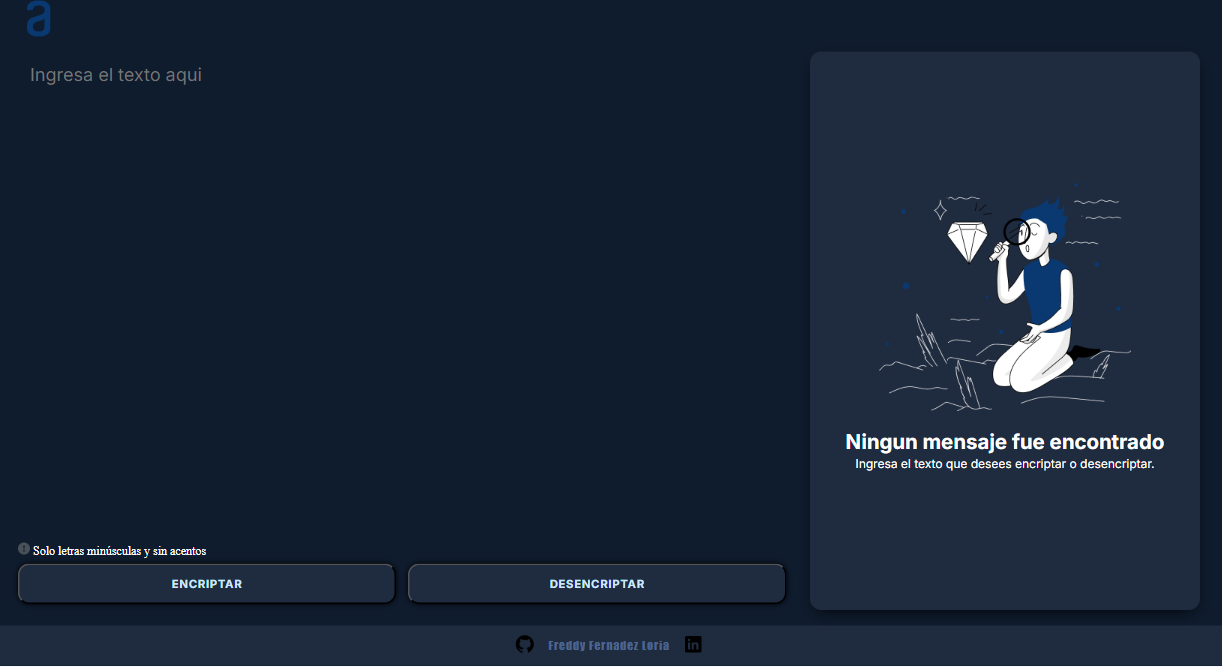 a
Ingresa el texto aqui
Ningun mensaje fue encontrado
Ingresa el texto que desees encriptar o desencriptar.
! Solo letras minúsculas y sin acentos
ENCRIPTAR
DESENCRIPTAR
Freddy Fernadez Loria
in